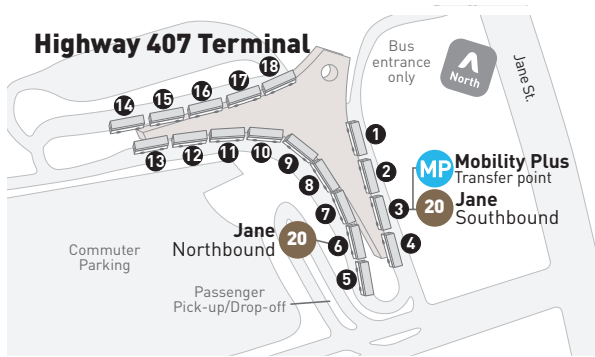 Highway 407 Terminal
Bus
entrance
only
North
Jane St.
18
17
16
15
14
13
12
11
10
9
8
7
6
5
1
2
3
4
MP Mobility Plus
Transfer point
20 Jane
Southbound
Jane
Northbound 20
Commuter
Parking
Passenger
Pick-up/Drop-off